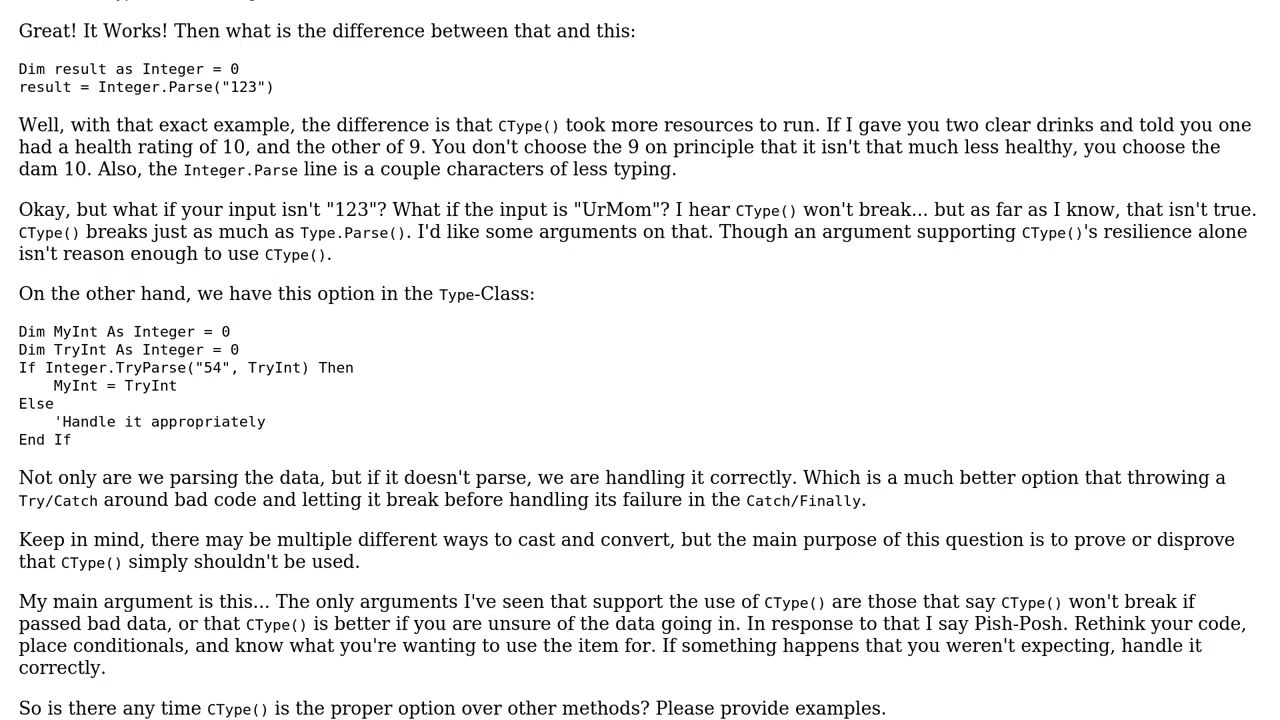 Great! It Works! Then what is the difference between that and this:
Dim result as Integer = 0
result = Integer.Parse("123")
Well, with that exact example, the difference is that CType() took more resources to run. If I gave you two clear drinks and told you one
had a health rating of 10, and the other of 9. You don't choose the 9 on principle that it isn't that much less healthy, you choose the
dam 10. Also, the Integer.Parse line is a couple characters of less typing.
Okay, but what if your input isn't "123"? What if the input is "UrMom"? I hear CType() won't break... but as far as I know, that isn't true.
CType() breaks just as much as Type.Parse(). I'd like some arguments on that. Though an argument supporting CType()'s resilience alone
isn't reason enough to use CType().
On the other hand, we have this option in the Type-Class:
Dim MyInt As Integer = 0
Dim TryInt As Integer = 0
If Integer.TryParse("54", TryInt) Then
    MyInt = TryInt
Else
    'Handle it appropriately
End If
Not only are we parsing the data, but if it doesn't parse, we are handling it correctly. Which is a much better option that throwing a
Try/Catch around bad code and letting it break before handling its failure in the Catch/Finally.
Keep in mind, there may be multiple different ways to cast and convert, but the main purpose of this question is to prove or disprove
that CType() simply shouldn't be used.
My main argument is this... The only arguments I've seen that support the use of CType() are those that say CType() won't break if
passed bad data, or that CType() is better if you are unsure of the data going in. In response to that I say Pish-Posh. Rethink your code,
place conditionals, and know what you're wanting to use the item for. If something happens that you weren't expecting, handle it
correctly.
So is there any time CType() is the proper option over other methods? Please provide examples.